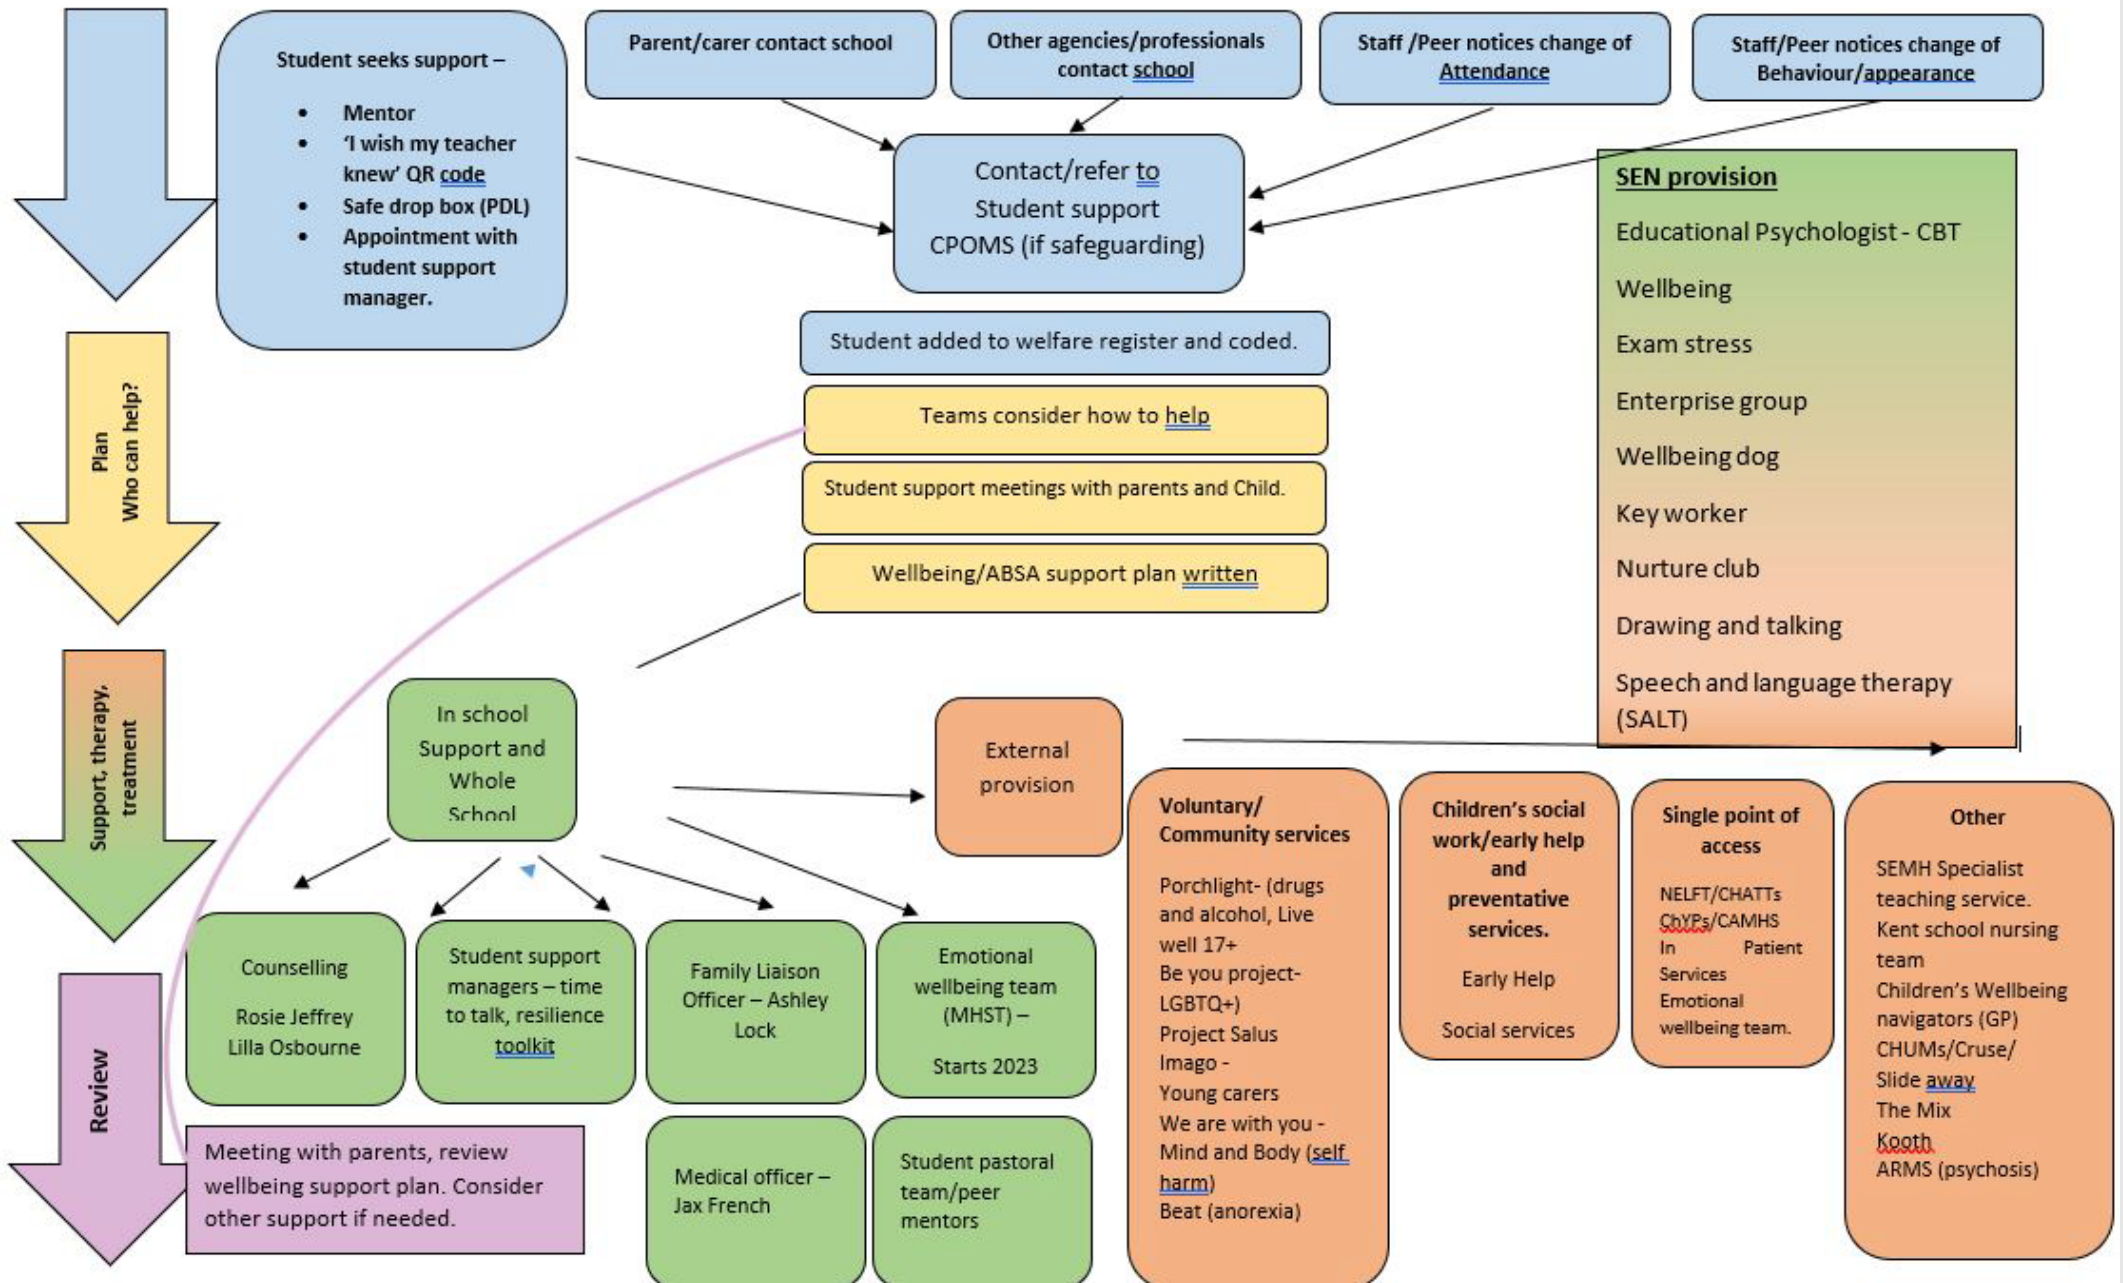 Student seeks support –
• Mentor
• 'I wish my teacher
knew' QR code
• Safe drop box (PDL)
• Appointment with
student support
manager.
Parent/carer contact school
Other agencies/professionals
contact school
Staff /Peer notices change of
Attendance
Staff/Peer notices change of
Behaviour/appearance
Contact/refer to
Student support
CPOMS (if safeguarding)
Student added to welfare register and coded.
SEN provision
Educational Psychologist - CBT
Wellbeing
Exam stress
Enterprise group
Wellbeing dog
Key worker
Nurture club
Drawing and talking
Speech and language therapy
(SALT)
Plan
Who can help?
Teams consider how to help
Student support meetings with parents and Child.
Wellbeing/ABSA support plan written
Support, therapy,
treatment
In school
Support and
Whole
School
External
provision
Counselling
Rosie Jeffrey
Lilla Osbourne
Student support
managers – time
to talk, resilience
toolkit
Family Liaison
Officer – Ashley
Lock
Emotional
wellbeing team
(MHST) –
Starts 2023
Medical officer –
Jax French
Student pastoral
team/peer
mentors
Voluntary/
Community services
Porchlight- (drugs
and alcohol, Live
well 17+
Be you project-
LGBTQ+)
Project Salus
Imago -
Young carers
We are with you -
Mind and Body (self
harm)
Beat (anorexia)
Children's social
work/early help
and
preventative
services.
Early Help
Social services
Single point of
access
NELFT/CHATTs
ChYPs/CAMHS
In Patient
Services
Emotional
wellbeing team.
Other
SEMH Specialist
teaching service.
Kent school nursing
team
Children's Wellbeing
navigators (GP)
CHUMs/Cruse/
Slide away
The Mix
Kooth
ARMS (psychosis)
Review
Meeting with parents, review
wellbeing support plan. Consider
other support if needed.